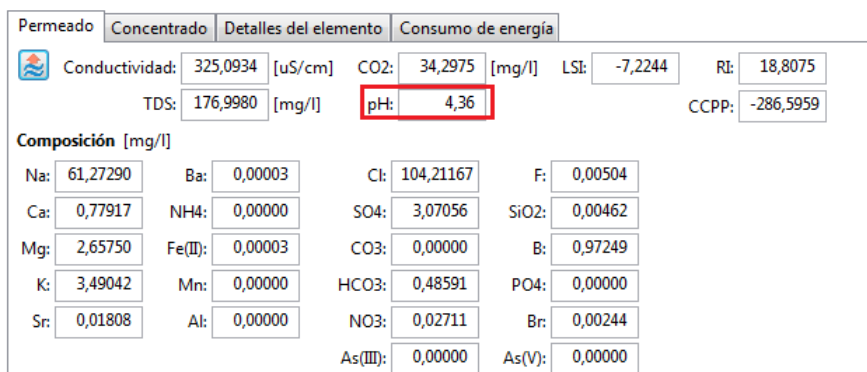 Permeado Concentrado Detalles del elemento Consumo de energía
Conductividad: 325,0934 [uS/cm] CO2: 34,2975 [mg/l] LSI: -7,2244 RI: 18,8075
TDS: 176,9980 [mg/l] pH: 4,36 CCPP: -286,5959
Composición [mg/l]
Na: 61,27290 Ba: 0,00003 Cl: 104,21167 F: 0,00504
Ca: 0,77917 NH4: 0,00000 SO4: 3,07056 SiO2: 0,00462
Mg: 2,65750 Fe(II): 0,00003 CO3: 0,00000 B: 0,97249
K: 3,49042 Mn: 0,00000 HCO3: 0,48591 PO4: 0,00000
Sr: 0,01808 Al: 0,00000 NO3: 0,02711 Br: 0,00244
As(III): 0,00000 As(V): 0,00000